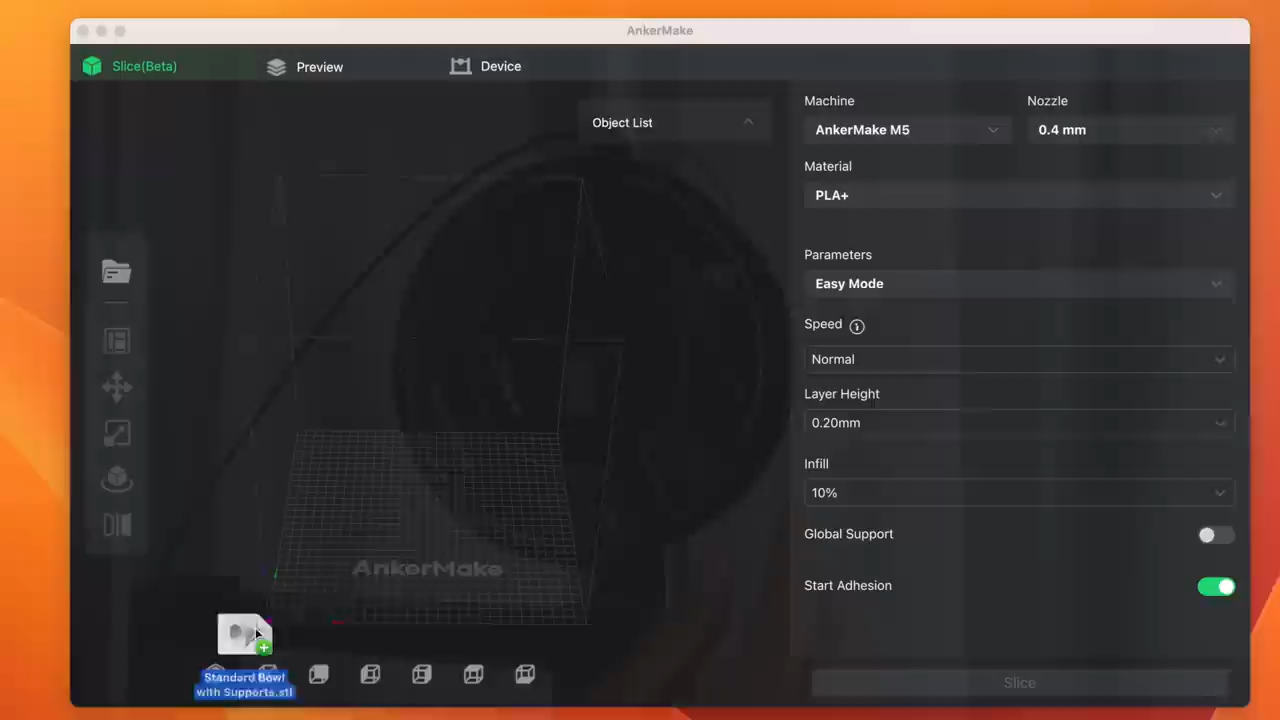 AnkerMake
Slice(Beta)
Preview
Device
Object List
Machine
Nozzle
AnkerMake M5
0.4 mm
Material
PLA+
Parameters
Easy Mode
Speed
Normal
Layer Height
0.20mm
Infill
10%
Global Support
Start Adhesion
AnkerMake
Standard Bowl
with Supports.stl
Slice